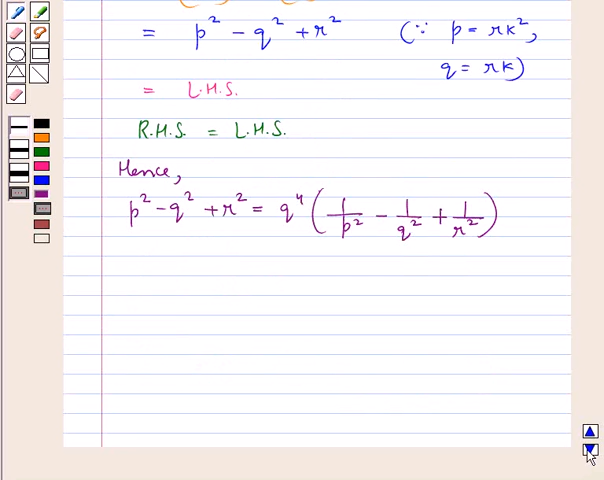 = p² - q² + r² (∵ p = rk²,
q = rk)
= L.H.S.
R.H.S. = L.H.S.
Hence,
p² - q² + r² = q⁴ (1/p² - 1/q² + 1/r²)